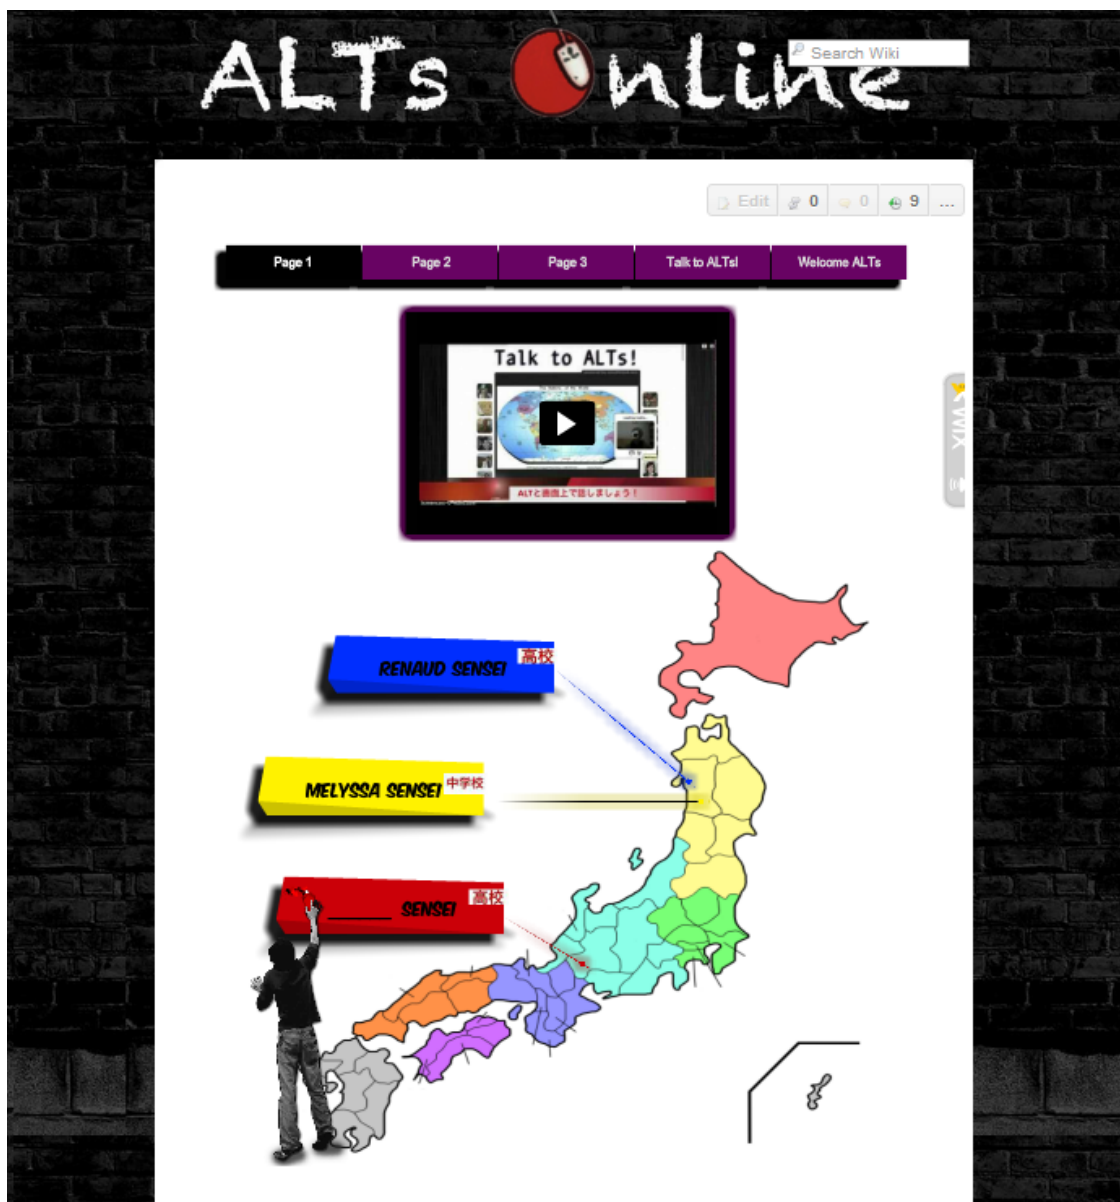 ALTs Online
Search Wiki
Edit 0 0 9 ...
Page 1 Page 2 Page 3 Talk to ALTs! Welcome ALTs
Talk to ALTs!
ALTと画面上で話しましょう！
WIX
RENAUD SENSEI 高校
MELYSSA SENSEI 中学校
______ SENSEI 高校